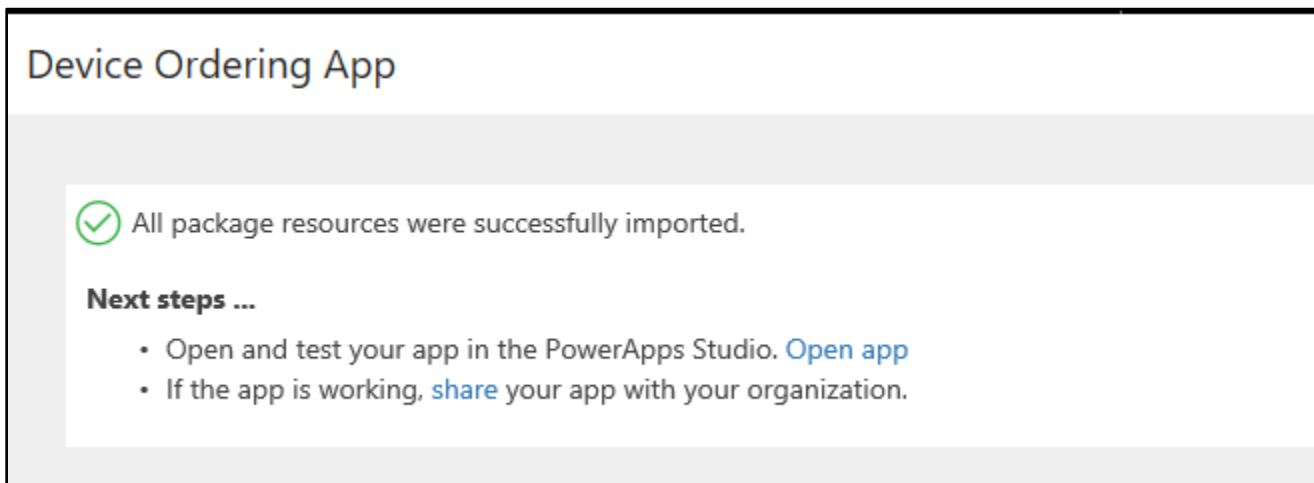 Device Ordering App
All package resources were successfully imported.
Next steps ...
• Open and test your app in the PowerApps Studio. Open app
• If the app is working, share your app with your organization.